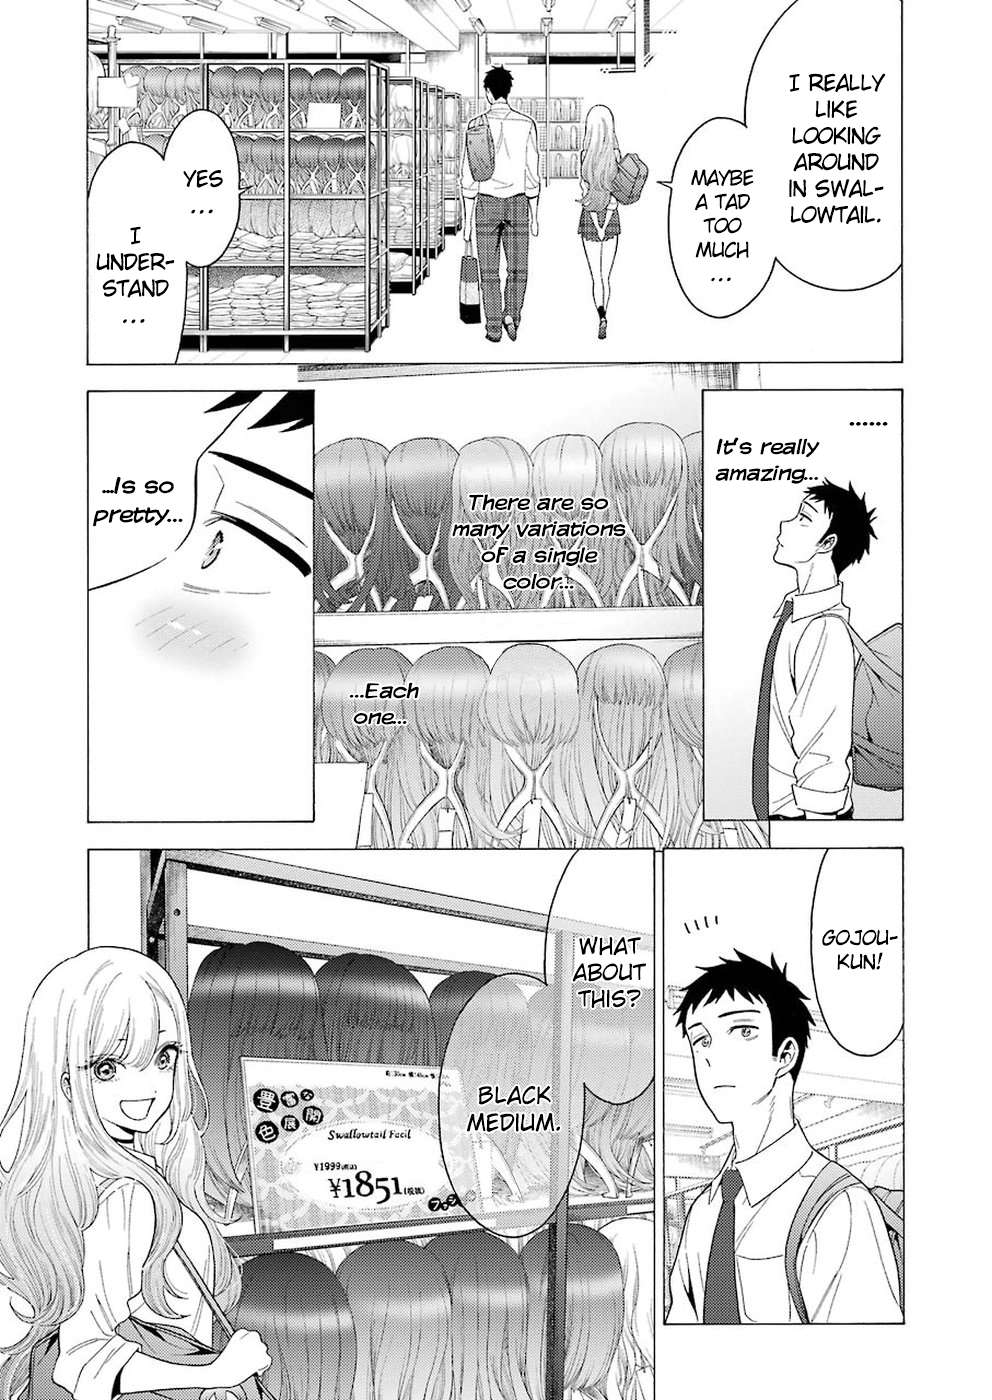 I REALLY
LIKE
LOOKING
AROUND
IN SWAL-
LOWTAIL.
MAYBE
A TAD
TOO
MUCH
...
YES
...
I
UNDER-
STAND
...
......
It's really
amazing...
There are so
many variations
of a single
color...
...Each
one...
...Is so
pretty...
GOJOU-
KUN!
WHAT
ABOUT
THIS?
BLACK
MEDIUM.
Swallowtail Facil
¥1999
¥1851(税抜)